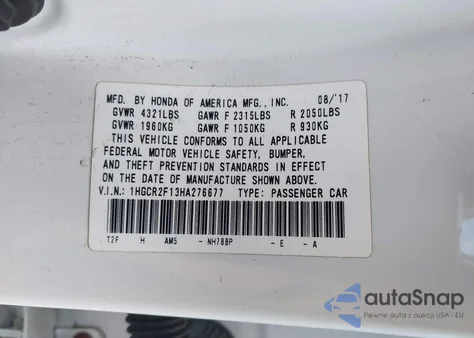 MFD. BY HONDA OF AMERICA MFG., INC. 08/'17
GVWR 4321LBS GAWR F 2315LBS R 2050LBS
GVWR 1960KG GAWR F 1050KG R 930KG
THIS VEHICLE CONFORMS TO ALL APPLICABLE
FEDERAL MOTOR VEHICLE SAFETY, BUMPER,
AND THEFT PREVENTION STANDARDS IN EFFECT
ON THE DATE OF MANUFACTURE SHOWN ABOVE.
V.I.N.: 1HGCR2F13HA276677 TYPE: PASSENGER CAR
T2F H AM5 - NH788P - E - A
autoSnap
Pewne auta z aukcji USA i EU